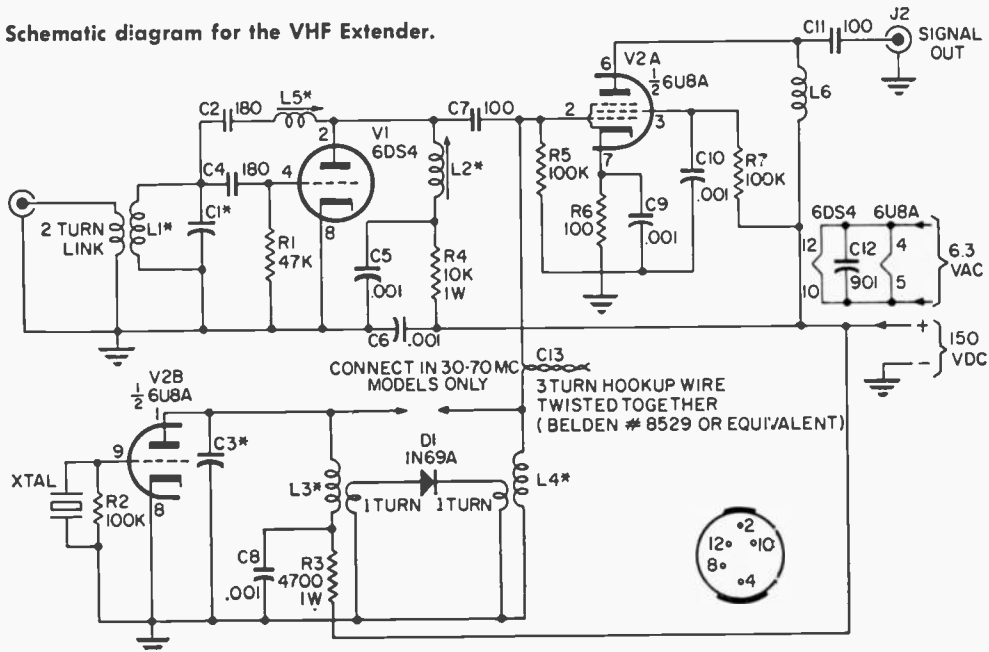 Schematic diagram for the VHF Extender.
C11 100
J2
SIGNAL
OUT
6
V2A
1/2 6U8A
2
3
7
L6
C2 180
L5*
C7 100
V1
6DS4
2
4
8
L2*
C4 180
2 TURN
LINK
L1*
C1*
R1
47K
C5
.001
R4
10K
1W
C6 .001
R5
100K
R6
100
C9
.001
C10
.001
R7
100K
6DS4
6U8A
12
10
C12
901
4
5
6.3
VAC
+
-
150
VDC
CONNECT IN 30-70 MC
MODELS ONLY
C13
3 TURN HOOKUP WIRE
TWISTED TOGETHER
(BELDEN # 8529 OR EQUIVALENT)
V2B
1/2 6U8A
1
9
8
XTAL
R2
100K
C3*
L3*
D1
1N69A
1 TURN
1 TURN
L4*
C8
.001
R3
4700
1W
2
12
10
8
4